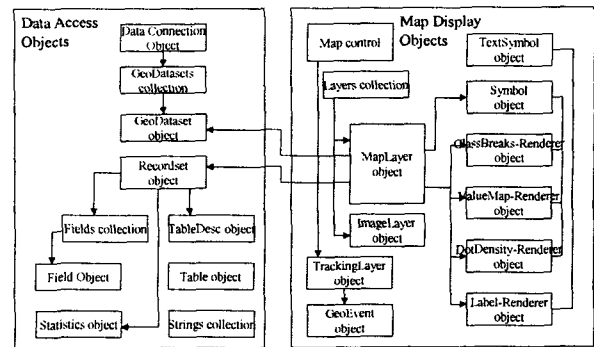 Data Access
Objects
Data Connection
Object
GeoDatasets
collection
GeoDataset
object
Recordset
object
Fields collection
TableDesc object
Field Object
Table object
Statistics object
Strings collection
Map Display
Objects
Map control
Layers collection
MapLayer
object
ImageLayer
object
TrackingLayer
object
GeoEvent
object
TextSymbol
object
Symbol
object
ClassBreaks-Renderer
object
ValueMap-Renderer
object
DotDensity-Renderer
object
Label-Renderer
object